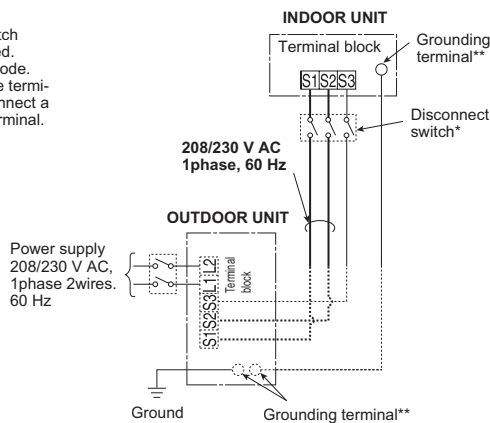 tch
ed.
ode.
e termi-
nnect a
rminal.
INDOOR UNIT
Terminal block
S1 S2 S3
Grounding
terminal**
Disconnect
switch*
208/230 V AC
1phase, 60 Hz
OUTDOOR UNIT
Power supply
208/230 V AC,
1phase 2wires.
60 Hz
S1 S2 S3 L1 L2
Terminal
block
Ground
Grounding terminal**